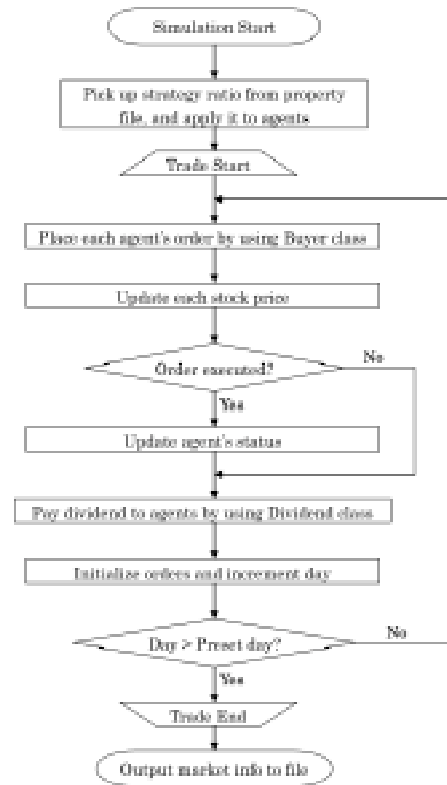 Simulation Start
Pick up strategy ratio from property
file, and apply it to agents
Trade Start
Place each agent's order by using Buyer class
Update each stock price
Order executed?
No
Yes
Update agent's status
Pay dividend to agents by using Dividend class
Initialize orders and increment day
Day > Preset day?
No
Yes
Trade End
Output market info to file